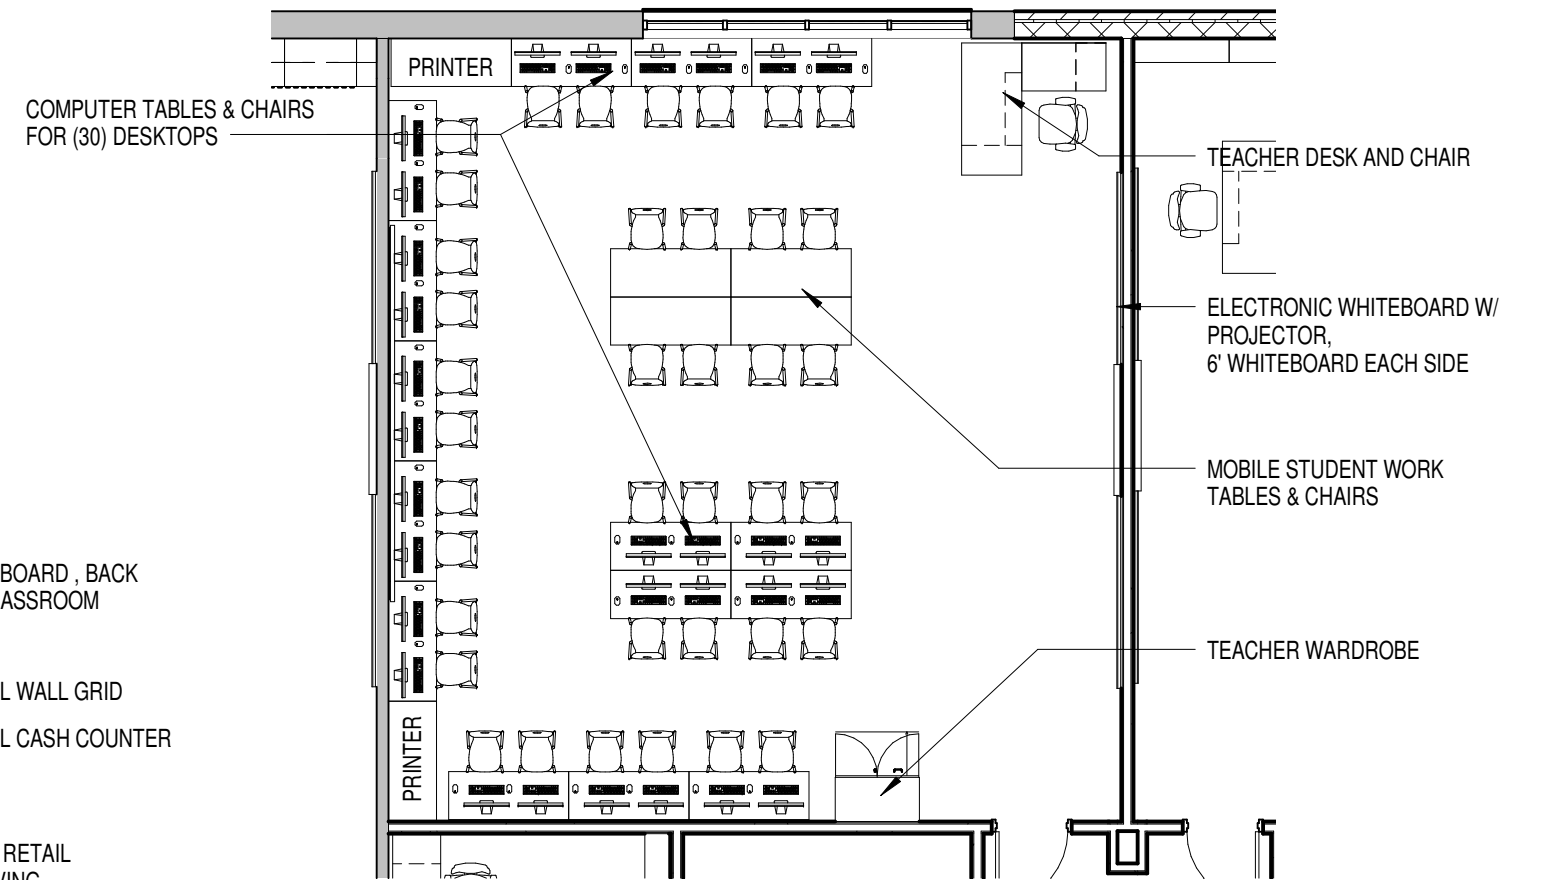 PRINTER
COMPUTER TABLES & CHAIRS
FOR (30) DESKTOPS
TEACHER DESK AND CHAIR
ELECTRONIC WHITEBOARD W/
PROJECTOR,
6' WHITEBOARD EACH SIDE
MOBILE STUDENT WORK
TABLES & CHAIRS
BOARD , BACK
ASSROOM
TEACHER WARDROBE
L WALL GRID
L CASH COUNTER
PRINTER
RETAIL